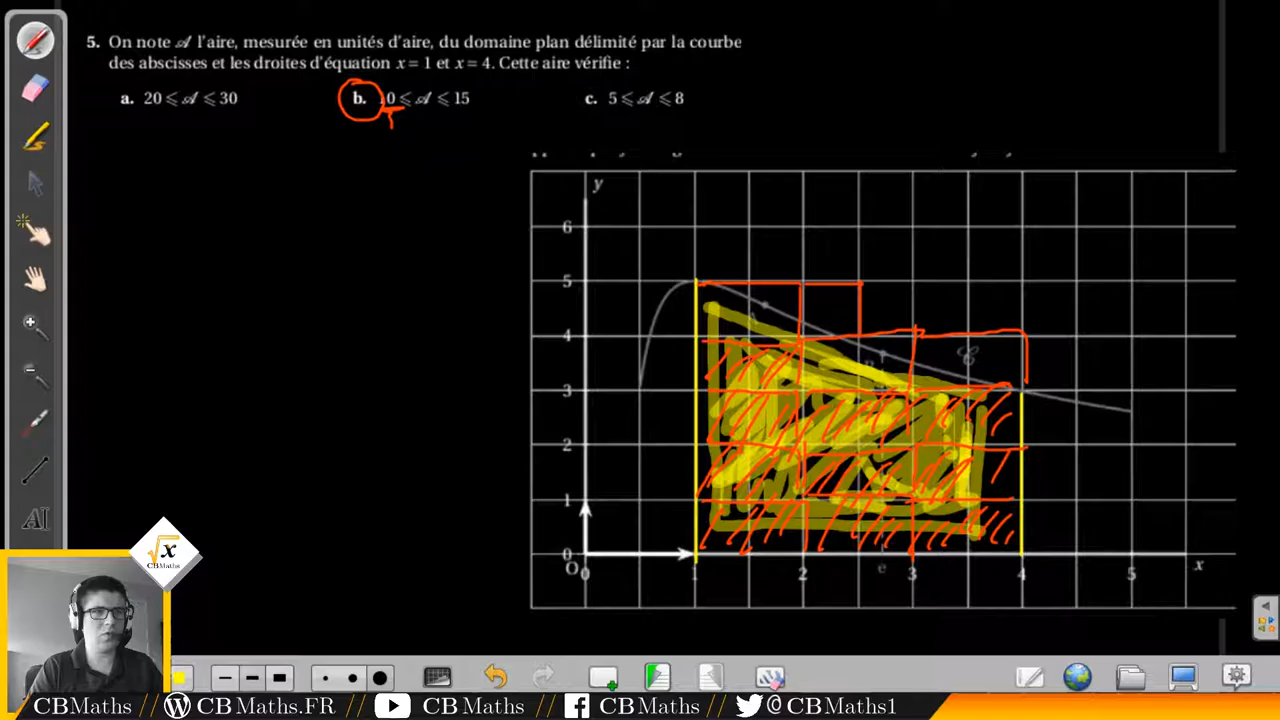 5. On note 𝒜 l'aire, mesurée en unités d'aire, du domaine plan délimité par la courbe
des abscisses et les droites d'équation x = 1 et x = 4. Cette aire vérifie :
a. 20 ⩽ 𝒜 ⩽ 30 b. 10 ⩽ 𝒜 ⩽ 15 c. 5 ⩽ 𝒜 ⩽ 8
y
6
5
4
3
2
1
0
O 0 1 2 e 3 4 5 x
A
B
𝒞
AI
√x
CBMaths
CBMaths CBMaths.FR CBMaths CBMaths @CBMaths1